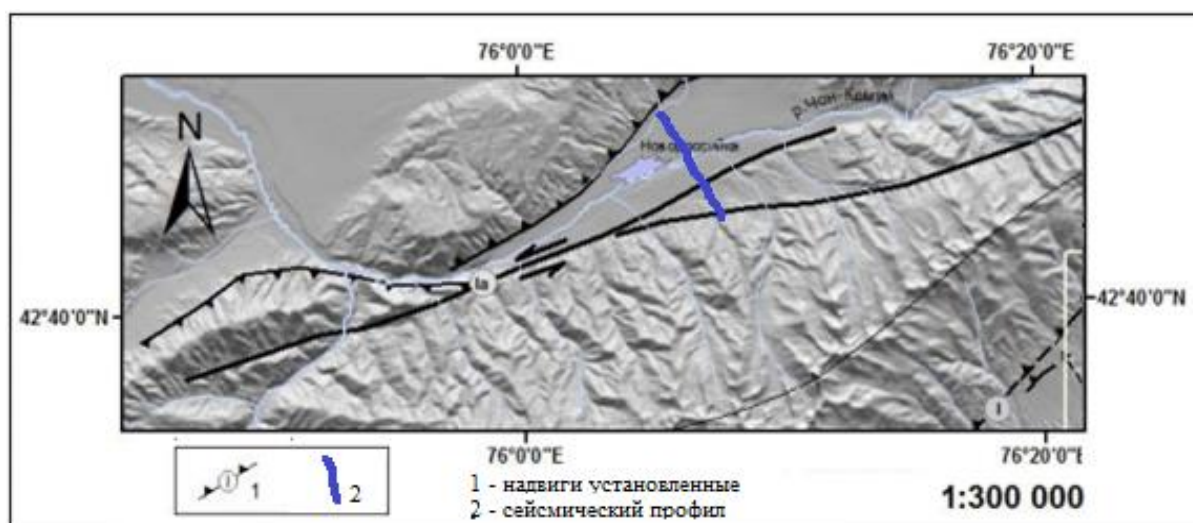 76°0'0"E 76°20'0"E
N
р.Чон-Кемин
Новороссийка
Ia
42°40'0"N 42°40'0"N
I
76°0'0"E 76°20'0"E
I 1 2
1 - надвиги установленные
2 - сейсмический профил
1:300 000